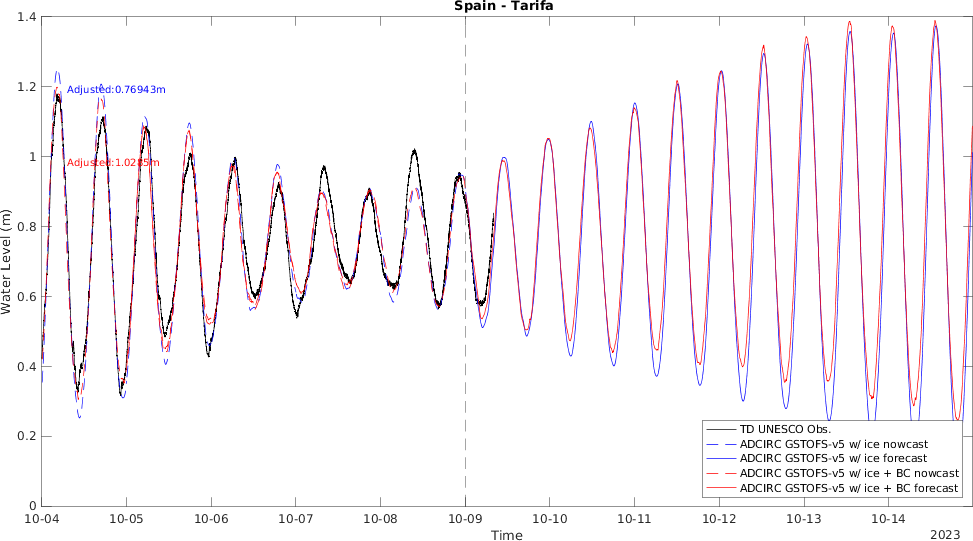 Spain - Tarifa
1.4
1.2
1
0.8
0.6
0.4
0.2
0
Water Level (m)
Adjusted:0.76943m
Adjusted:1.0285m
TD UNESCO Obs.
ADCIRC GSTOFS-v5 w/ ice nowcast
ADCIRC GSTOFS-v5 w/ ice forecast
ADCIRC GSTOFS-v5 w/ ice + BC nowcast
ADCIRC GSTOFS-v5 w/ ice + BC forecast
10-04 10-05 10-06 10-07 10-08 10-09 10-10 10-11 10-12 10-13 10-14
Time
2023